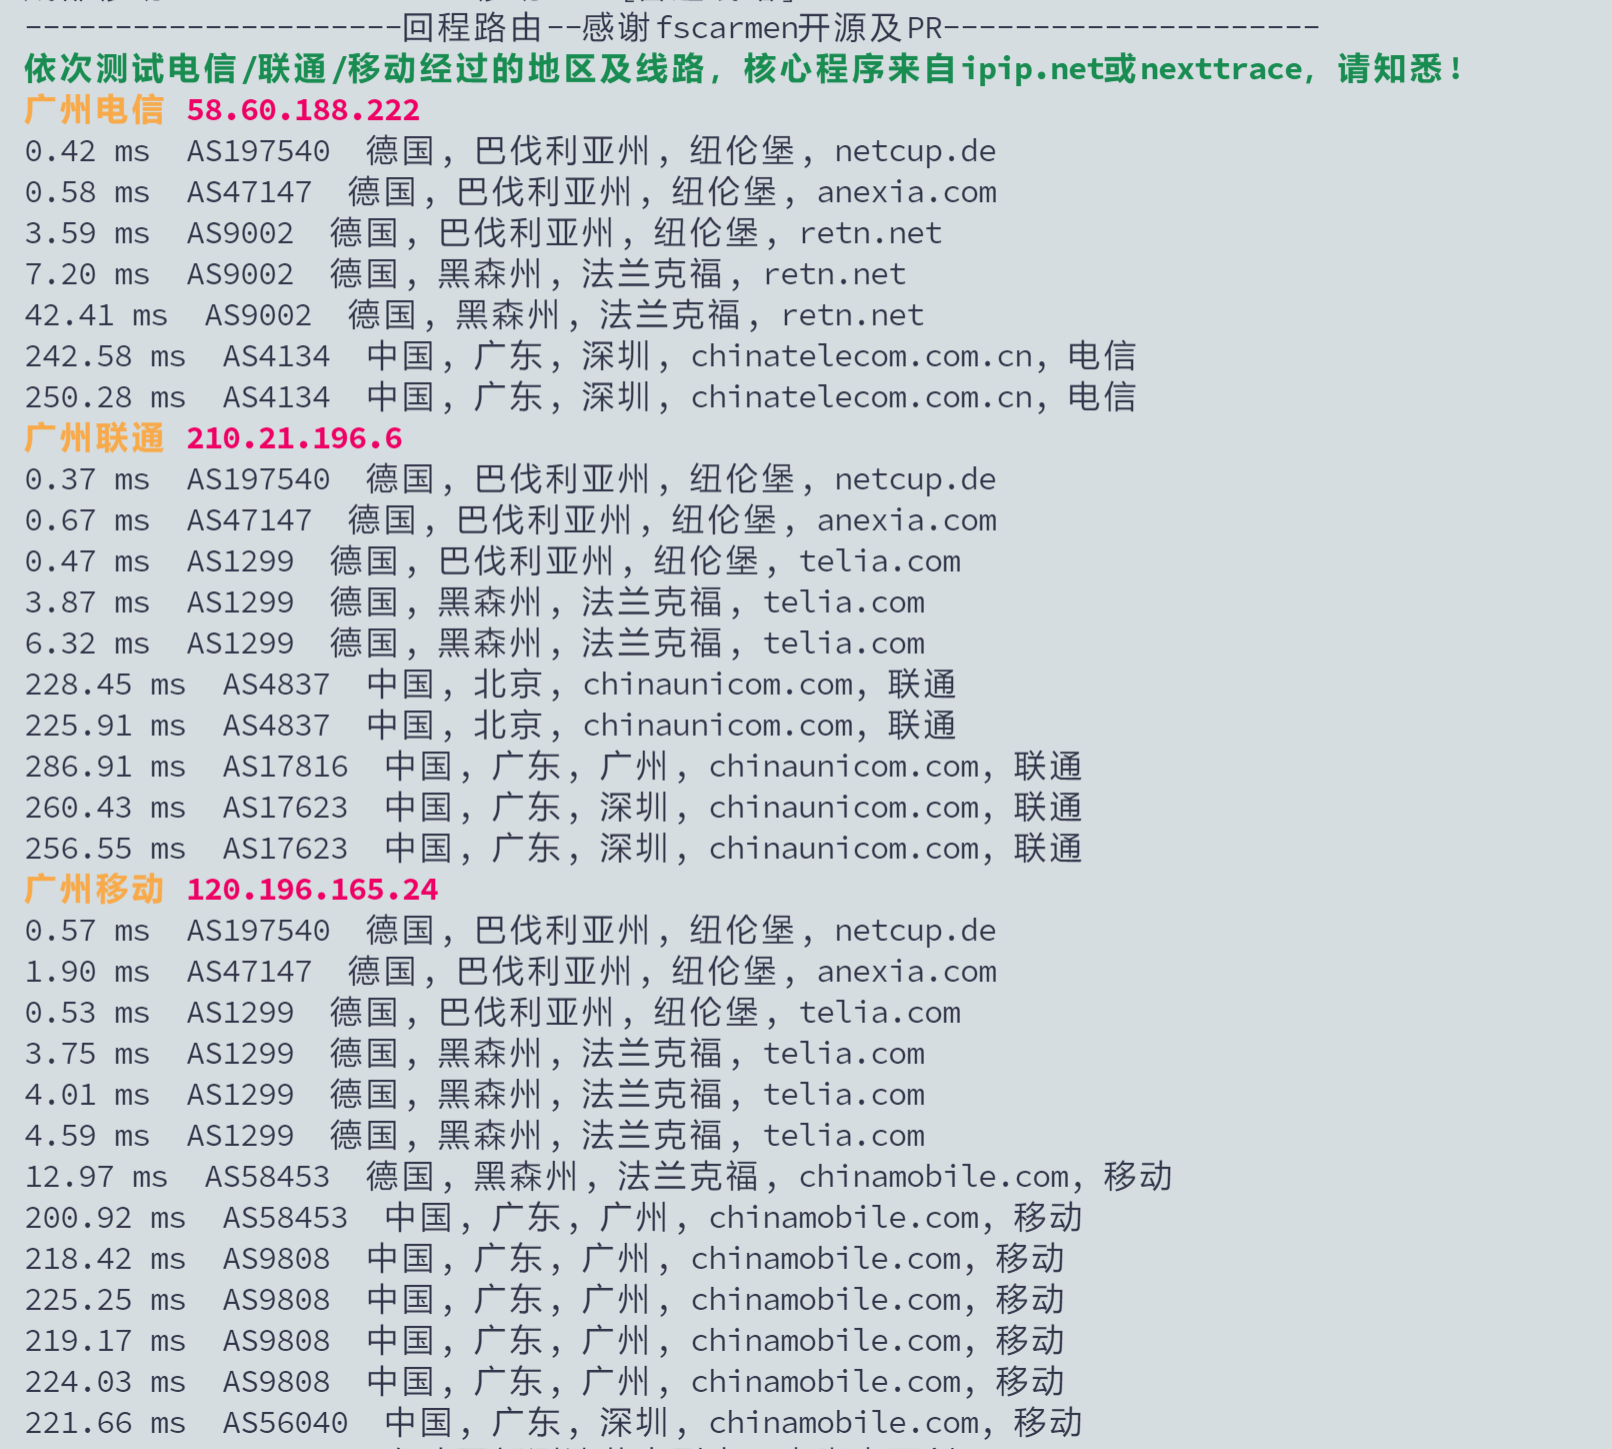 --------------------回程路由--感谢fscarmen开源及PR---------------------
依次测试电信/联通/移动经过的地区及线路，核心程序来自ipip.net或nexttrace，请知悉!
广州电信 58.60.188.222
0.42 ms  AS197540  德国, 巴伐利亚州, 纽伦堡, netcup.de
0.58 ms  AS47147  德国, 巴伐利亚州, 纽伦堡, anexia.com
3.59 ms  AS9002  德国, 巴伐利亚州, 纽伦堡, retn.net
7.20 ms  AS9002  德国, 黑森州, 法兰克福, retn.net
42.41 ms  AS9002  德国, 黑森州, 法兰克福, retn.net
242.58 ms  AS4134  中国, 广东, 深圳, chinatelecom.com.cn, 电信
250.28 ms  AS4134  中国, 广东, 深圳, chinatelecom.com.cn, 电信
广州联通 210.21.196.6
0.37 ms  AS197540  德国, 巴伐利亚州, 纽伦堡, netcup.de
0.67 ms  AS47147  德国, 巴伐利亚州, 纽伦堡, anexia.com
0.47 ms  AS1299  德国, 巴伐利亚州, 纽伦堡, telia.com
3.87 ms  AS1299  德国, 黑森州, 法兰克福, telia.com
6.32 ms  AS1299  德国, 黑森州, 法兰克福, telia.com
228.45 ms  AS4837  中国, 北京, chinaunicom.com, 联通
225.91 ms  AS4837  中国, 北京, chinaunicom.com, 联通
286.91 ms  AS17816  中国, 广东, 广州, chinaunicom.com, 联通
260.43 ms  AS17623  中国, 广东, 深圳, chinaunicom.com, 联通
256.55 ms  AS17623  中国, 广东, 深圳, chinaunicom.com, 联通
广州移动 120.196.165.24
0.57 ms  AS197540  德国, 巴伐利亚州, 纽伦堡, netcup.de
1.90 ms  AS47147  德国, 巴伐利亚州, 纽伦堡, anexia.com
0.53 ms  AS1299  德国, 巴伐利亚州, 纽伦堡, telia.com
3.75 ms  AS1299  德国, 黑森州, 法兰克福, telia.com
4.01 ms  AS1299  德国, 黑森州, 法兰克福, telia.com
4.59 ms  AS1299  德国, 黑森州, 法兰克福, telia.com
12.97 ms  AS58453  德国, 黑森州, 法兰克福, chinamobile.com, 移动
200.92 ms  AS58453  中国, 广东, 广州, chinamobile.com, 移动
218.42 ms  AS9808  中国, 广东, 广州, chinamobile.com, 移动
225.25 ms  AS9808  中国, 广东, 广州, chinamobile.com, 移动
219.17 ms  AS9808  中国, 广东, 广州, chinamobile.com, 移动
224.03 ms  AS9808  中国, 广东, 广州, chinamobile.com, 移动
221.66 ms  AS56040  中国, 广东, 深圳, chinamobile.com, 移动